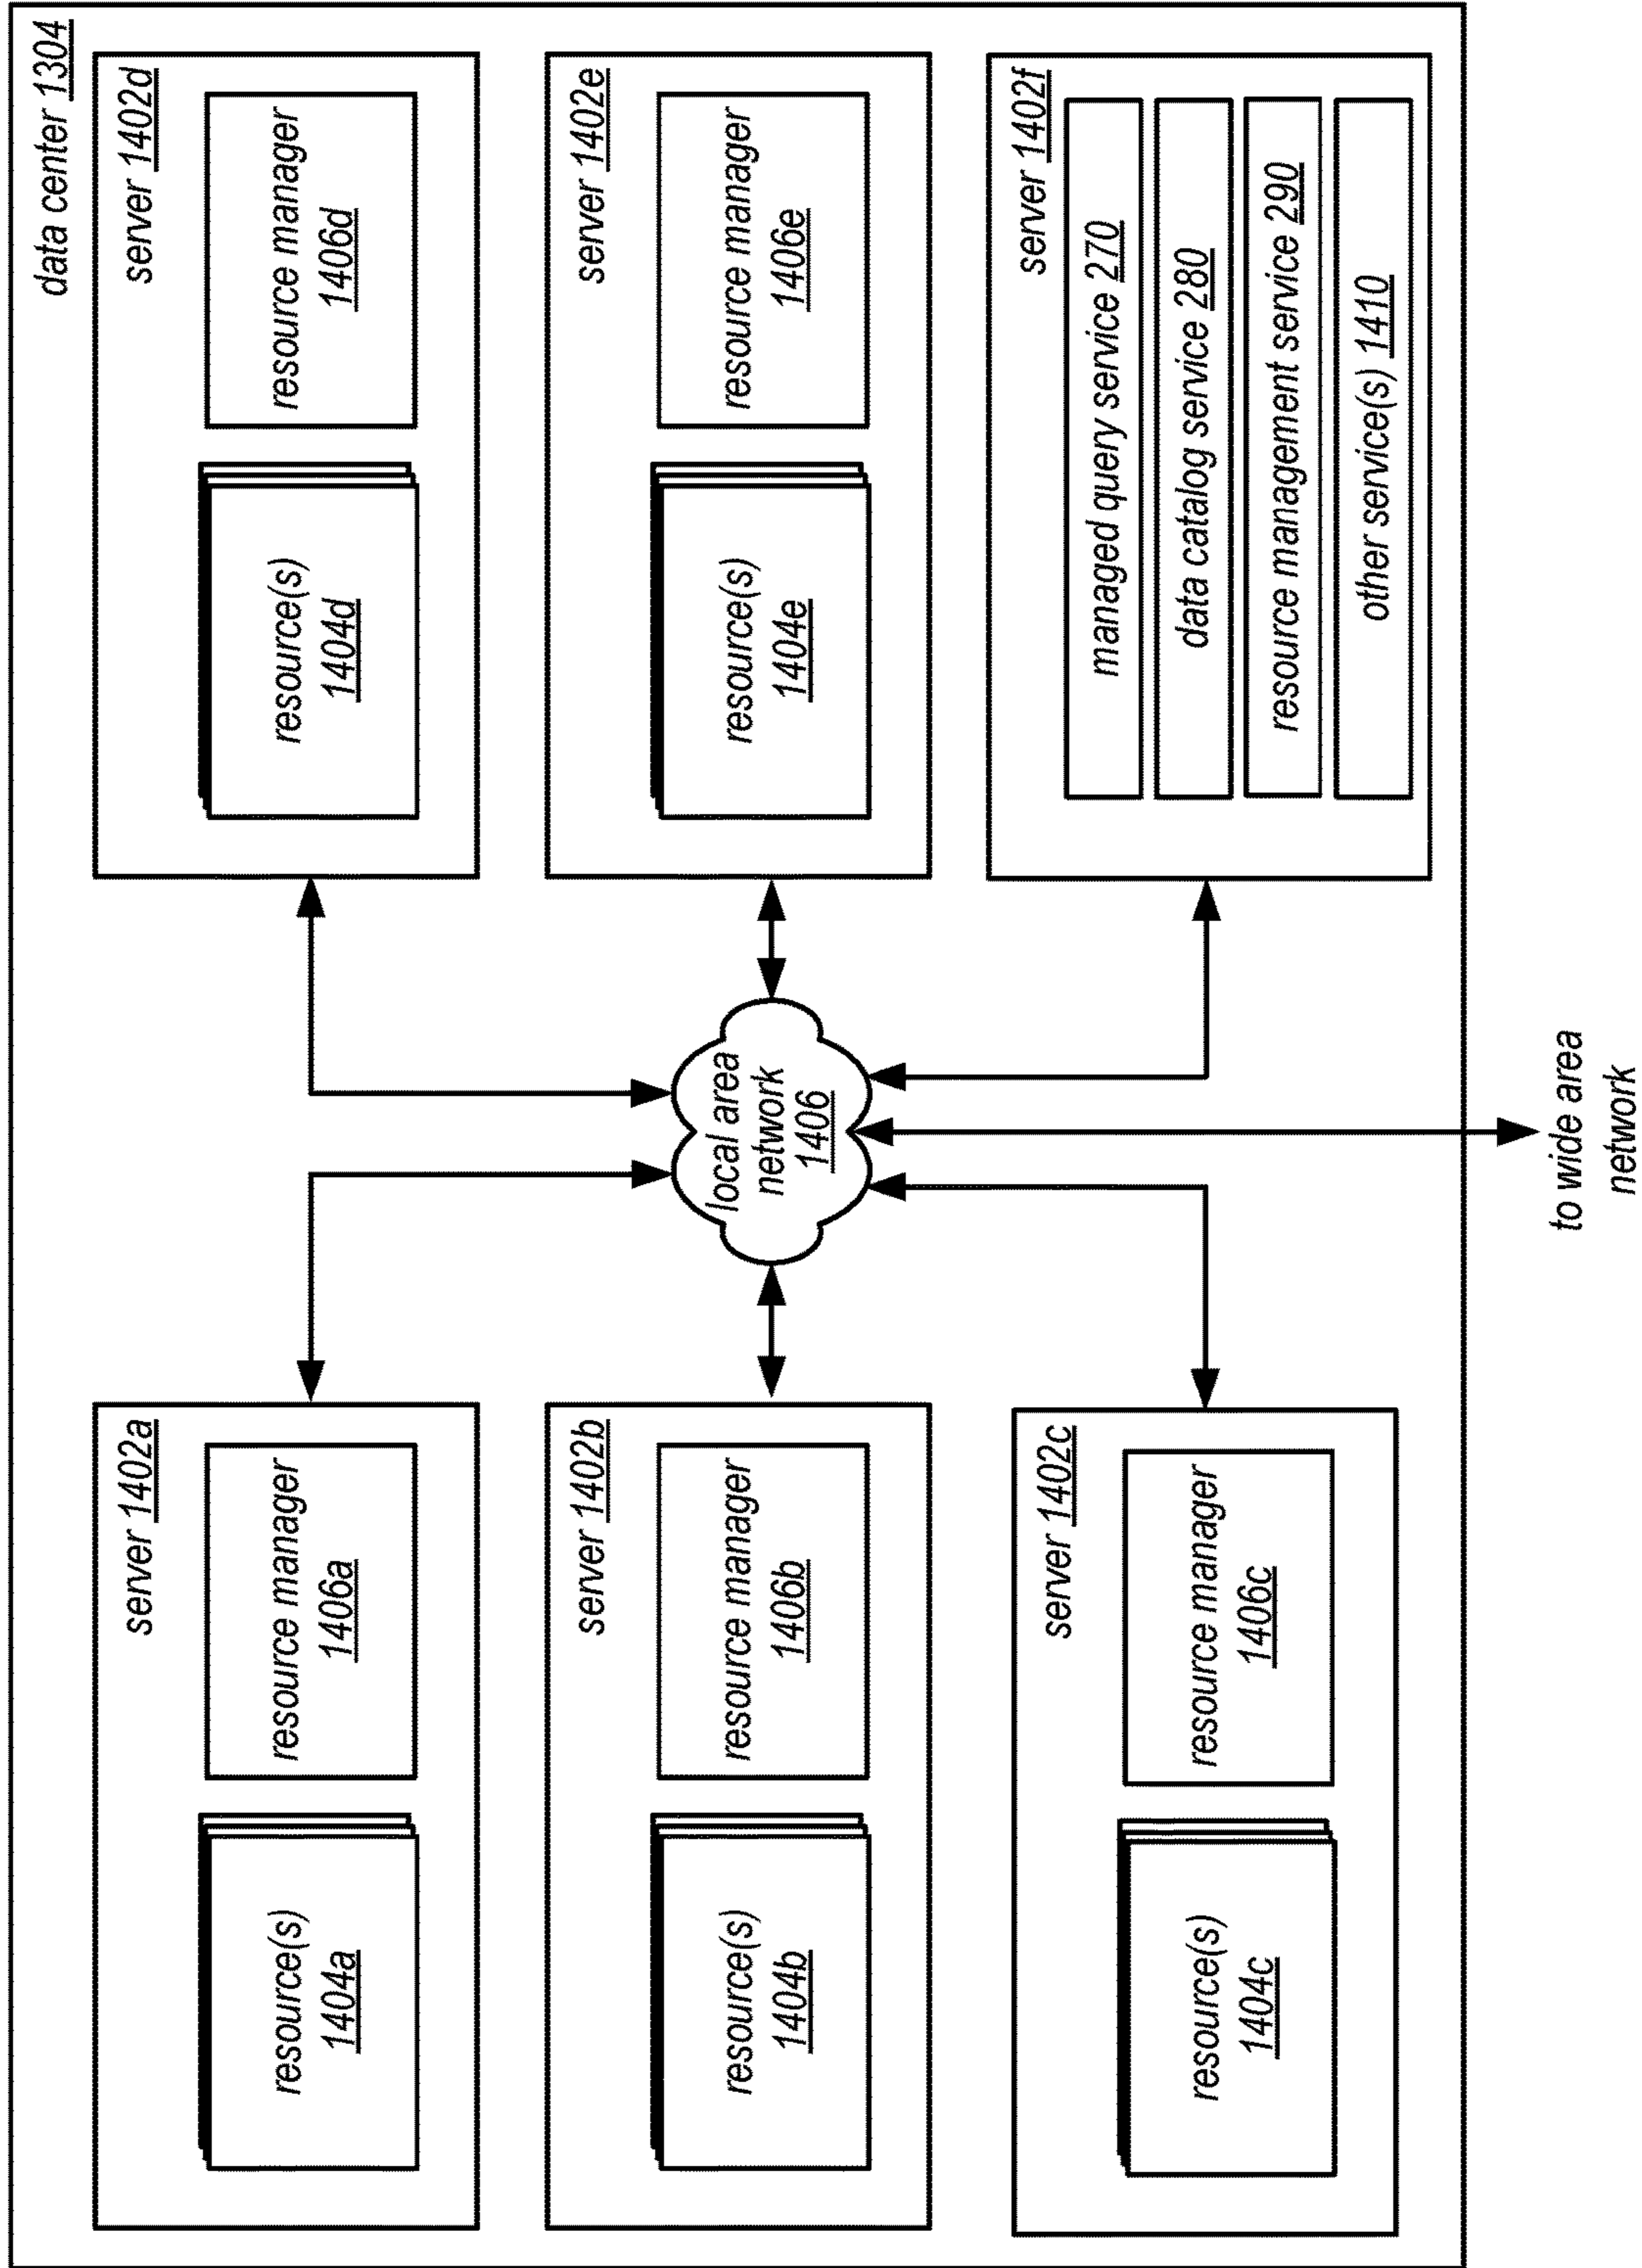 data center 1304
server 1402a
resource(s)
1404a
resource manager
1406a
server 1402b
resource(s)
1404b
resource manager
1406b
server 1402c
resource(s)
1404c
resource manager
1406c
local area
network
1406
server 1402d
resource(s)
1404d
resource manager
1406d
server 1402e
resource(s)
1404e
resource manager
1406e
server 1402f
managed query service 270
data catalog service 280
resource management service 290
other service(s) 1410
to wide area
network